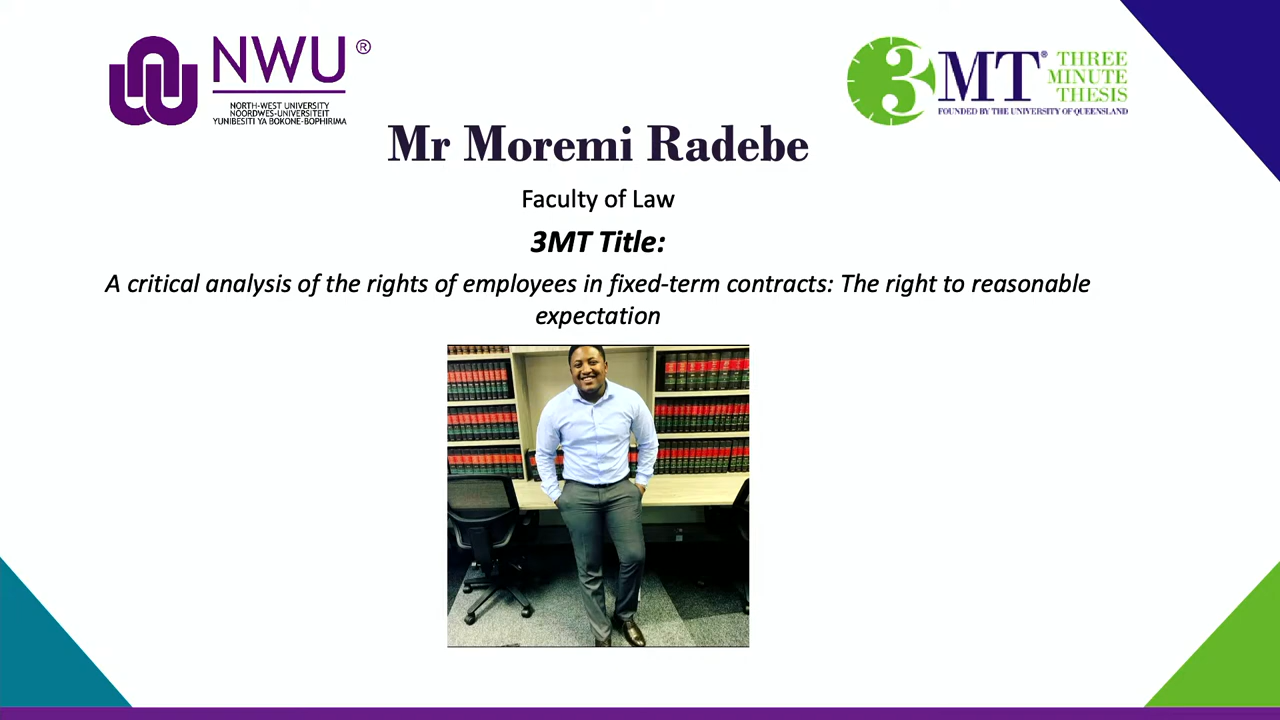 NWU®
NORTH-WEST UNIVERSITY
NOORDWES-UNIVERSITEIT
YUNIBESITI YA BOKONE-BOPHIRIMA
3MT® THREE
MINUTE
THESIS
FOUNDED BY THE UNIVERSITY OF QUEENSLAND
Mr Moremi Radebe
Faculty of Law
3MT Title:
A critical analysis of the rights of employees in fixed-term contracts: The right to reasonable
expectation